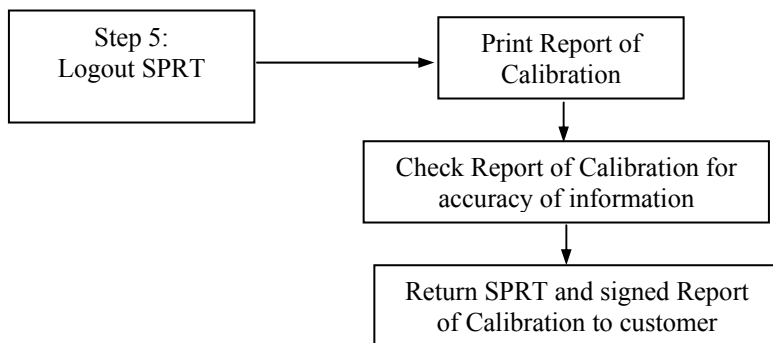 Step 5:
Logout SPRT
Print Report of
Calibration
Check Report of Calibration for
accuracy of information
Return SPRT and signed Report
of Calibration to customer